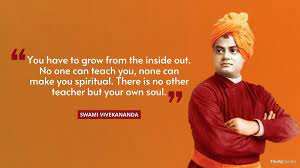 "You have to grow from the inside out.
No one can teach you, none can
make you spiritual. There is no other
teacher but your own soul."
SWAMI VIVEKANANDA